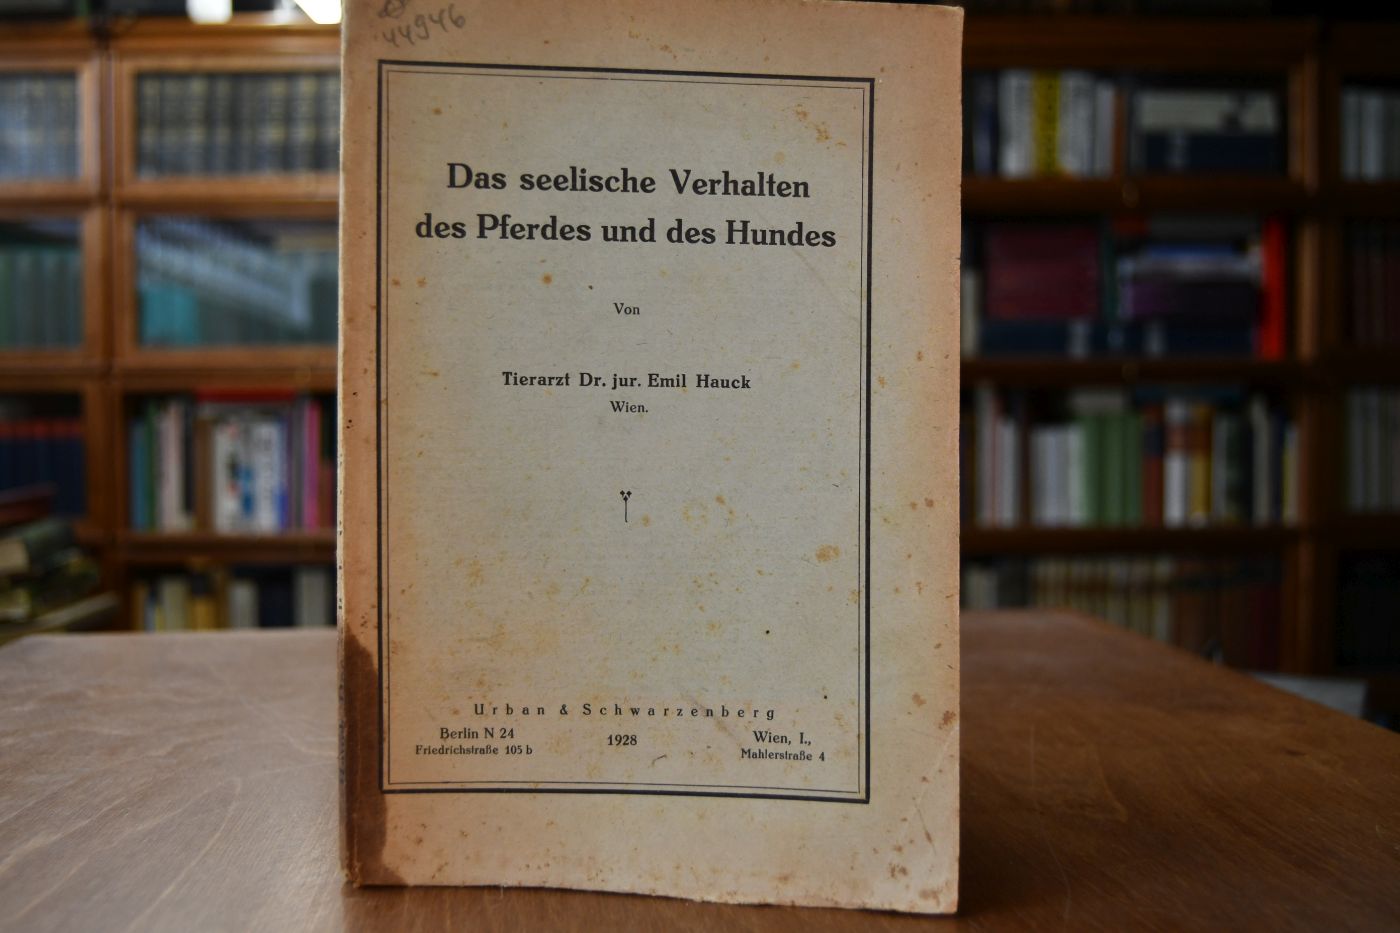 44946
Das seelische Verhalten
des Pferdes und des Hundes
Von
Tierarzt Dr. jur. Emil Hauck
Wien.
Urban & Schwarzenberg
Berlin N 24
Friedrichstraße 105 b
1928
Wien, I.,
Mahlerstraße 4